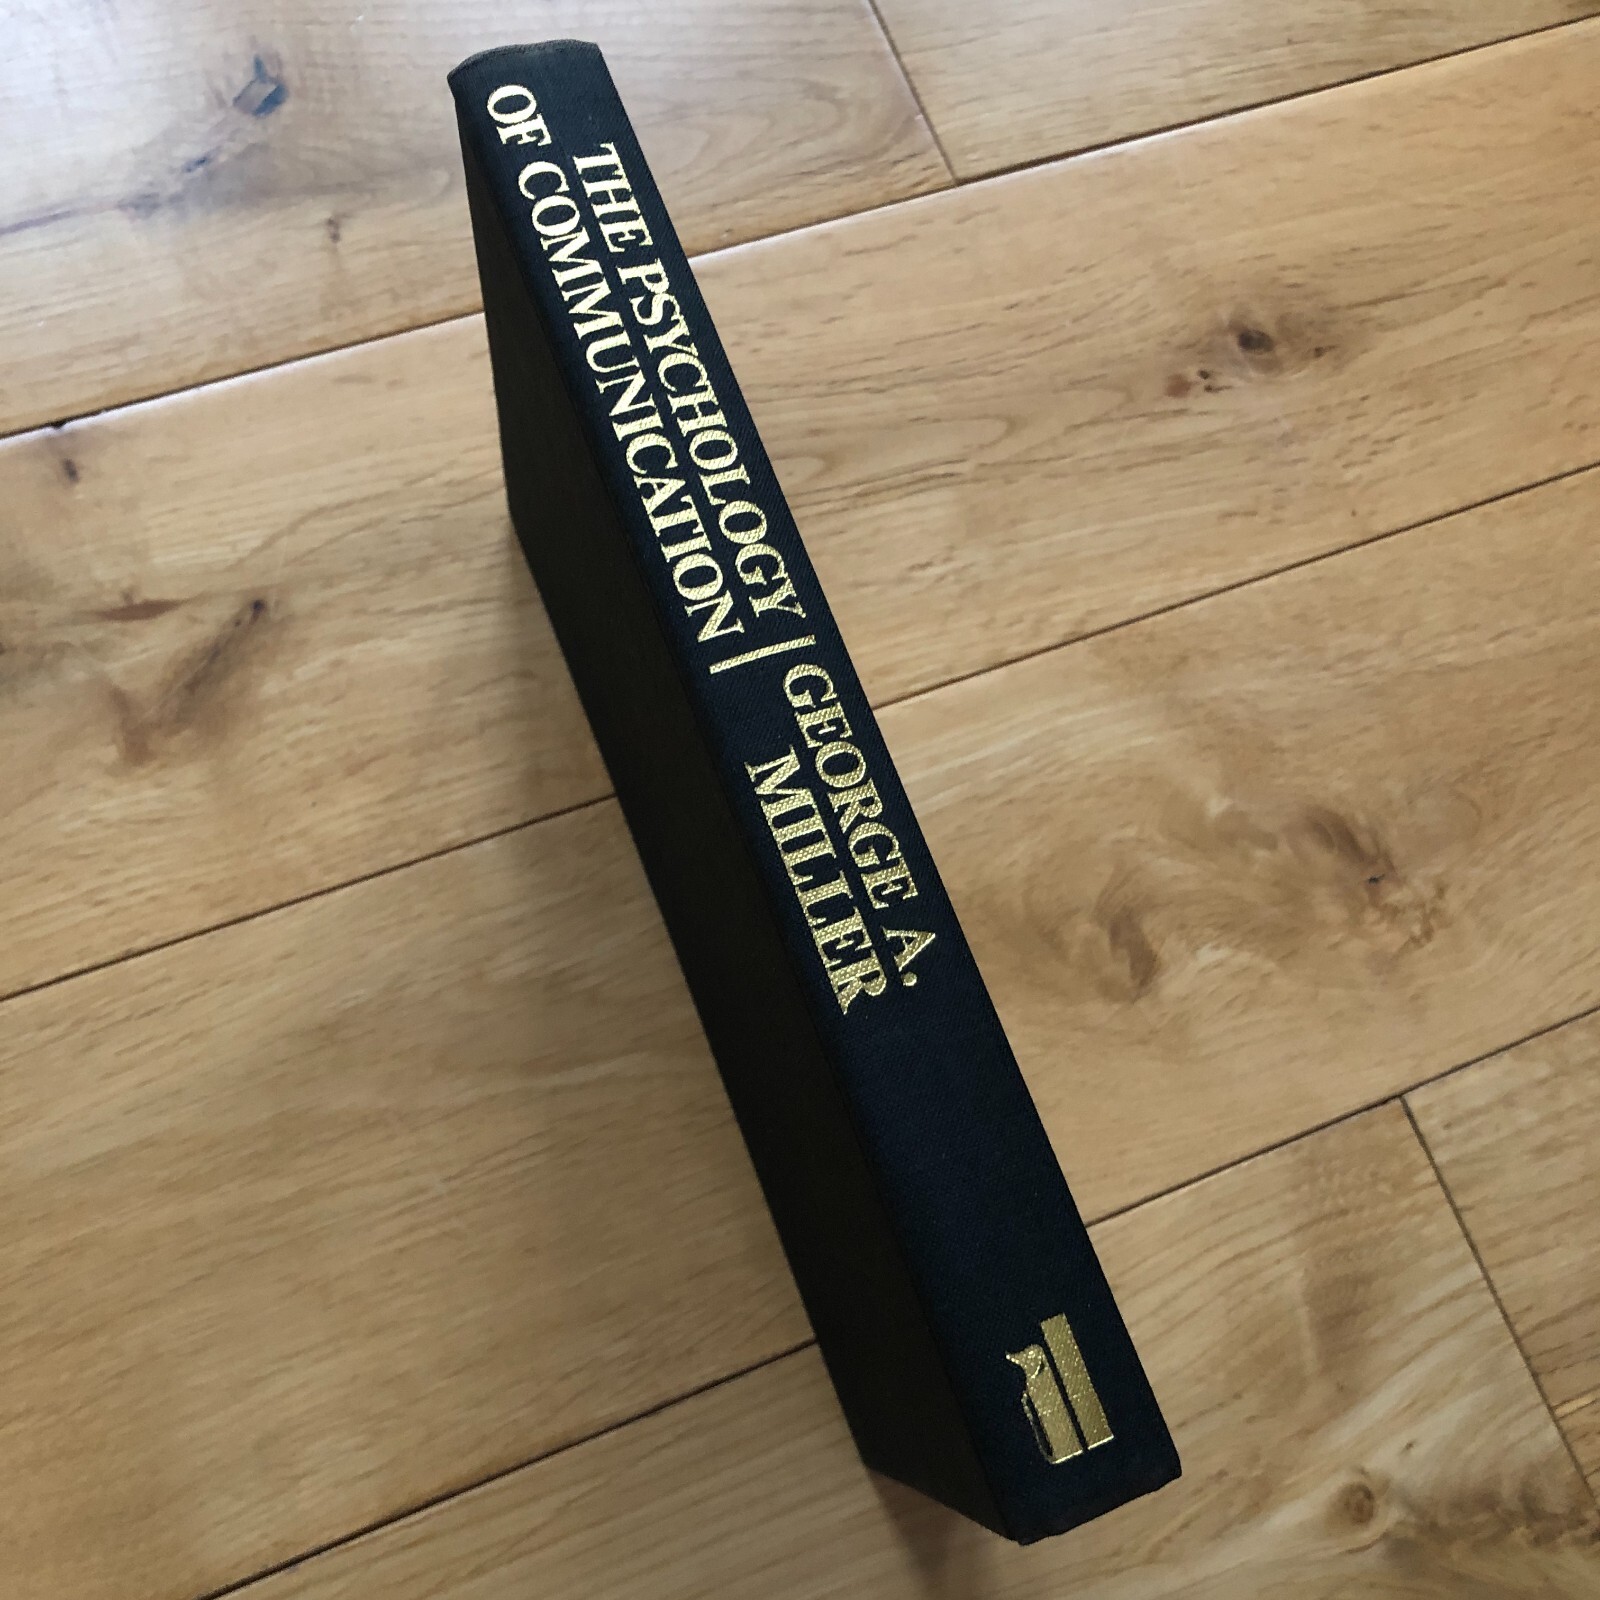 THE PSYCHOLOGY
OF COMMUNICATION
GEORGE A.
MILLER